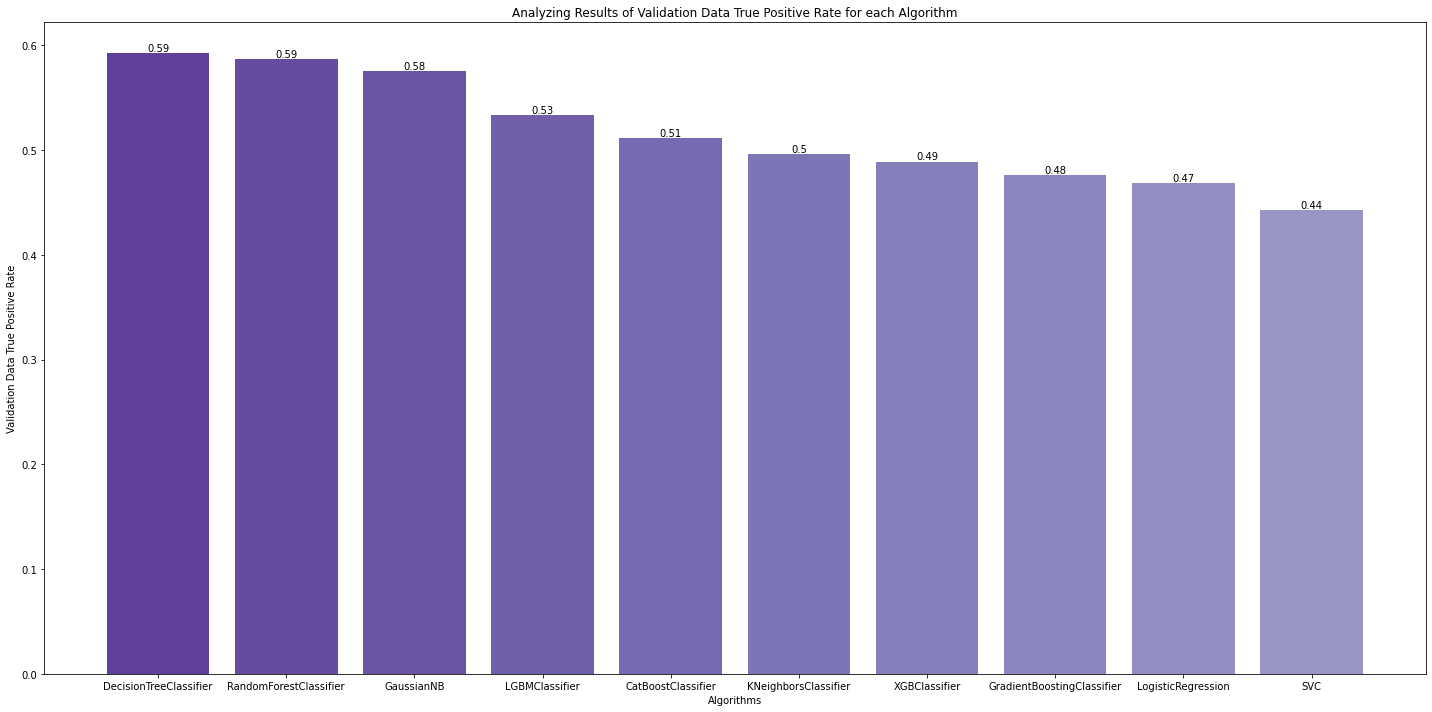 Analyzing Results of Validation Data True Positive Rate for each Algorithm
Validation Data True Positive Rate
0.6
0.5
0.4
0.3
0.2
0.1
0.0
0.59
0.59
0.58
0.53
0.51
0.5
0.49
0.48
0.47
0.44
DecisionTreeClassifier
RandomForestClassifier
GaussianNB
LGBMClassifier
CatBoostClassifier
KNeighborsClassifier
XGBClassifier
GradientBoostingClassifier
LogisticRegression
SVC
Algorithms